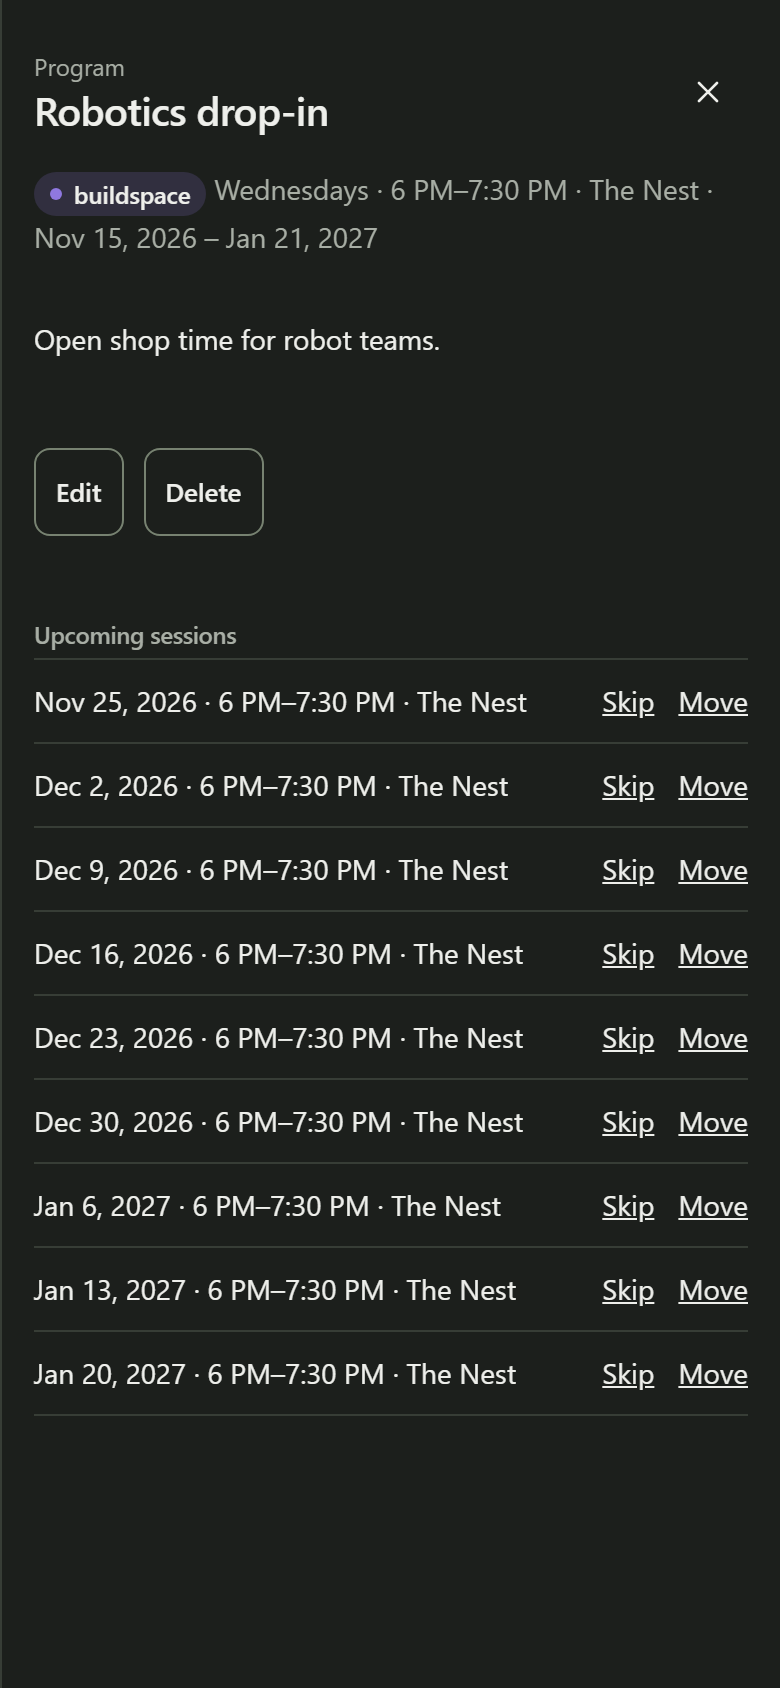 Program
Robotics drop-in
buildspace Wednesdays · 6 PM–7:30 PM · The Nest ·
Nov 15, 2026 – Jan 21, 2027
Open shop time for robot teams.
Edit Delete
Upcoming sessions
Nov 25, 2026 · 6 PM–7:30 PM · The Nest Skip Move
Dec 2, 2026 · 6 PM–7:30 PM · The Nest Skip Move
Dec 9, 2026 · 6 PM–7:30 PM · The Nest Skip Move
Dec 16, 2026 · 6 PM–7:30 PM · The Nest Skip Move
Dec 23, 2026 · 6 PM–7:30 PM · The Nest Skip Move
Dec 30, 2026 · 6 PM–7:30 PM · The Nest Skip Move
Jan 6, 2027 · 6 PM–7:30 PM · The Nest Skip Move
Jan 13, 2027 · 6 PM–7:30 PM · The Nest Skip Move
Jan 20, 2027 · 6 PM–7:30 PM · The Nest Skip Move